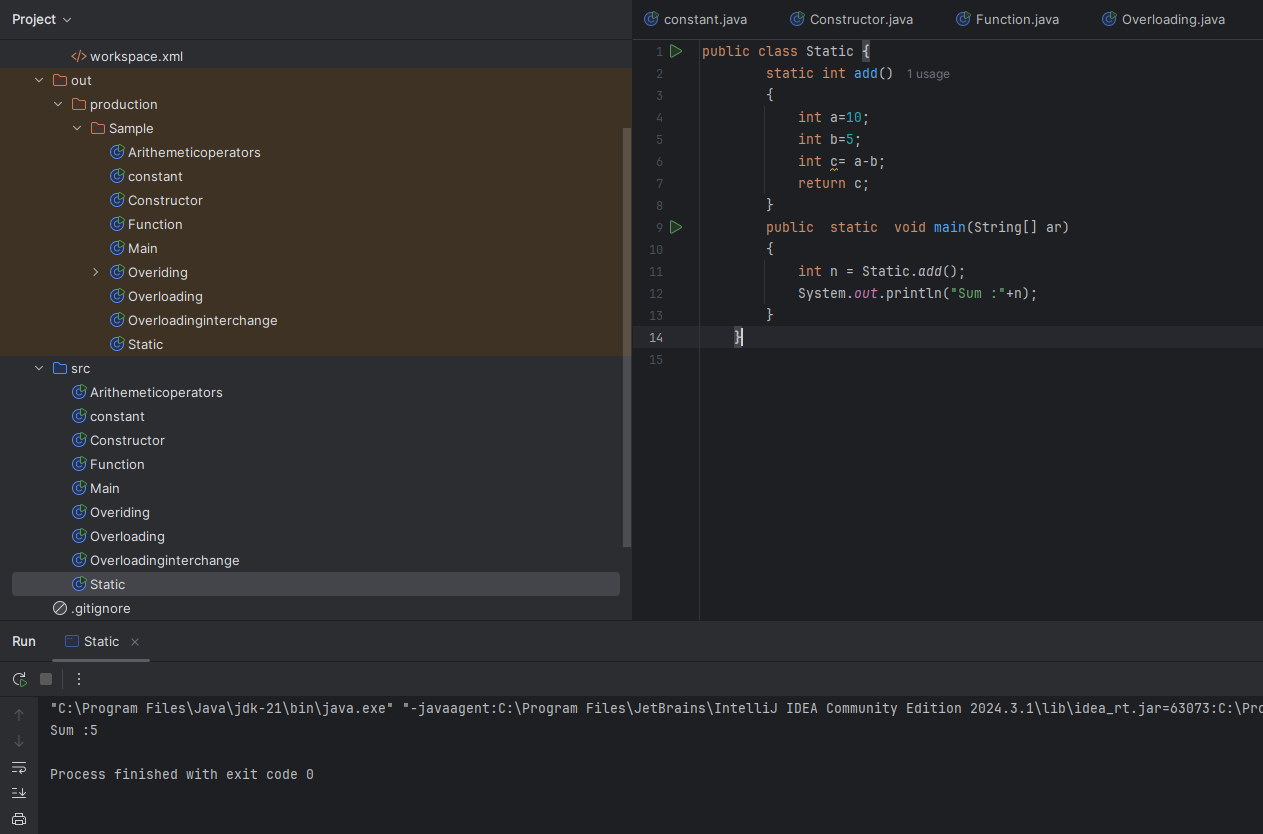 Project
workspace.xml
out
production
Sample
Arithemeticoperators
constant
Constructor
Function
Main
Overiding
Overloading
Overloadinginterchange
Static
src
Arithemeticoperators
constant
Constructor
Function
Main
Overiding
Overloading
Overloadinginterchange
Static
.gitignore
constant.java Constructor.java Function.java Overloading.java
1 public class Static {
2 static int add() 1 usage
3 {
4 int a=10;
5 int b=5;
6 int c= a-b;
7 return c;
8 }
9 public  static  void main(String[] ar)
10 {
11 int n = Static.add();
12 System.out.println("Sum :"+n);
13 }
14 }
15
Run Static
"C:\Program Files\Java\jdk-21\bin\java.exe" "-javaagent:C:\Program Files\JetBrains\IntelliJ IDEA Community Edition 2024.3.1\lib\idea_rt.jar=63073:C:\Pro
Sum :5
Process finished with exit code 0